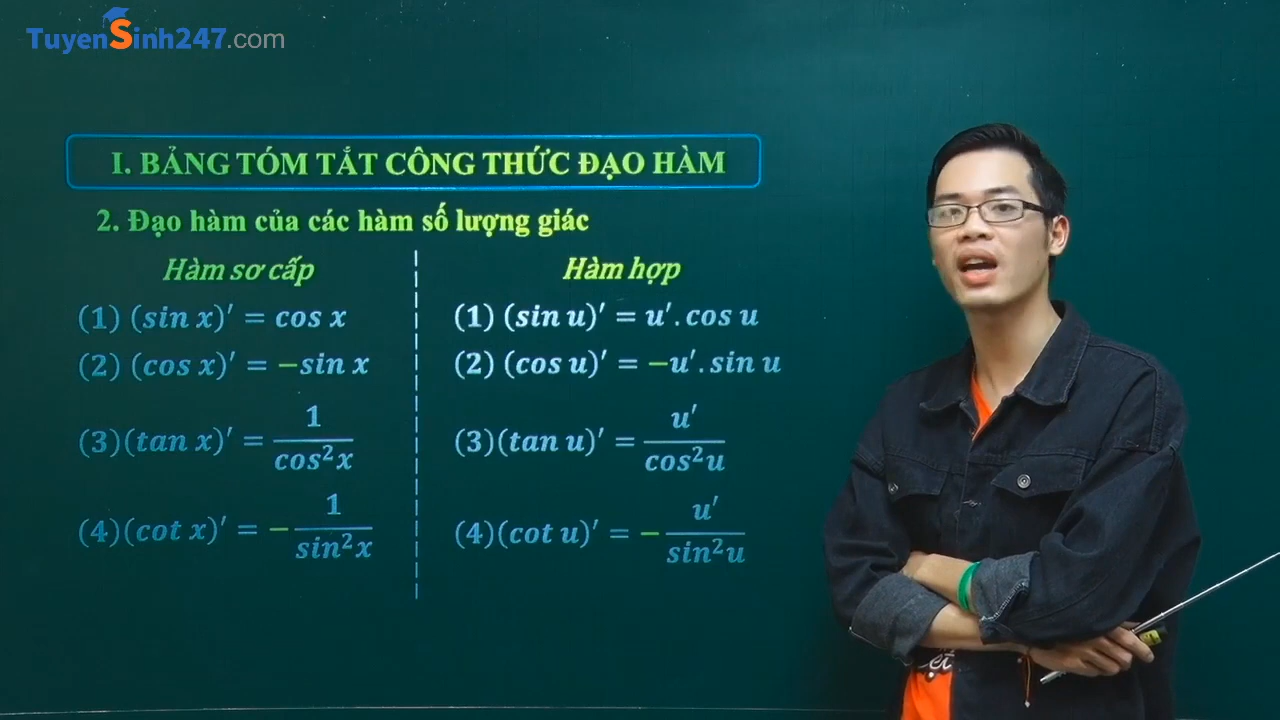 TuyenSinh247.com
I. BẢNG TÓM TẮT CÔNG THỨC ĐẠO HÀM
2. Đạo hàm của các hàm số lượng giác
Hàm sơ cấp
(1) (sin x)′ = cos x
(2) (cos x)′ = −sin x
(3)(tan x)′ = 1/cos²x
(4)(cot x)′ = − 1/sin²x
Hàm hợp
(1) (sin u)′ = u′.cos u
(2) (cos u)′ = −u′.sin u
(3)(tan u)′ = u′/cos²u
(4)(cot u)′ = − u′/sin²u